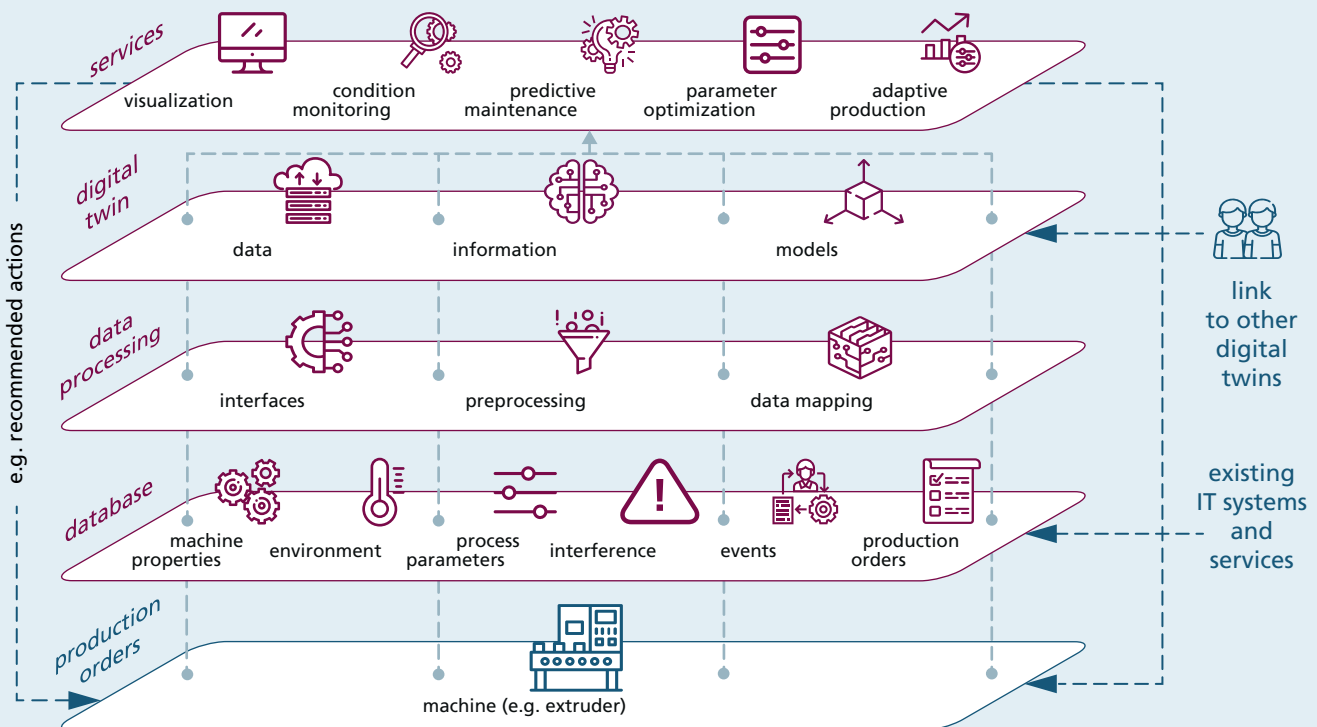 services
visualization
condition
monitoring
predictive
maintenance
parameter
optimization
adaptive
production
digital
twin
data
information
models
data
processing
interfaces
preprocessing
data mapping
database
machine
properties
environment
process
parameters
interference
events
production
orders
production
orders
machine (e.g. extruder)
e.g. recommended actions
link
to other
digital
twins
existing
IT systems
and
services